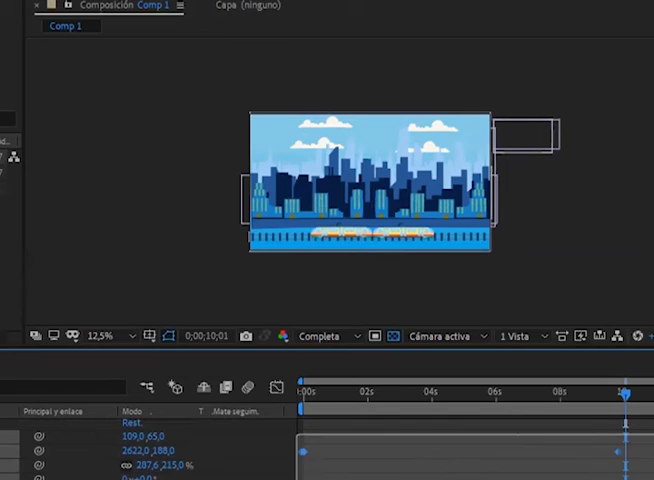 Composición Comp 1
Capa (ninguno)
Comp 1
12,5%
0;00;10;01
Completa
Cámara activa
1 Vista
:00s 02s 04s 06s 08s
Principal y enlace
Modo
T .Mate seguim.
Rest.
109,0,65,0
2622,0,188,0
287,6,215,0 %